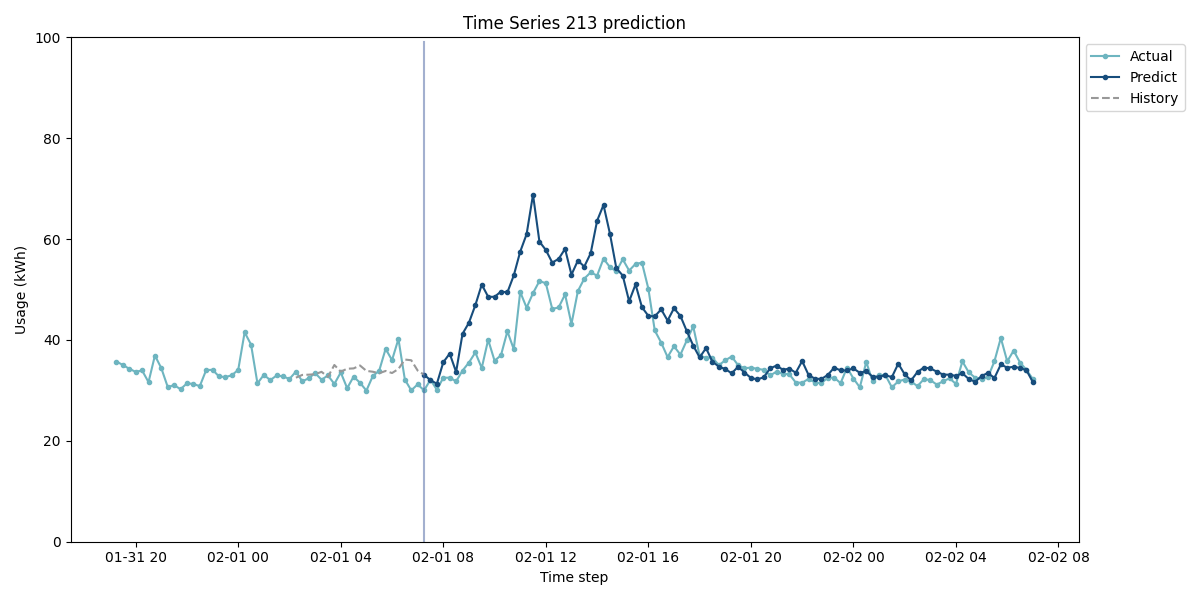 Time Series 213 prediction
100
80
60
40
20
0
Usage (kWh)
01-31 20
02-01 00
02-01 04
02-01 08
02-01 12
02-01 16
02-01 20
02-02 00
02-02 04
02-02 08
Time step
Actual
Predict
History